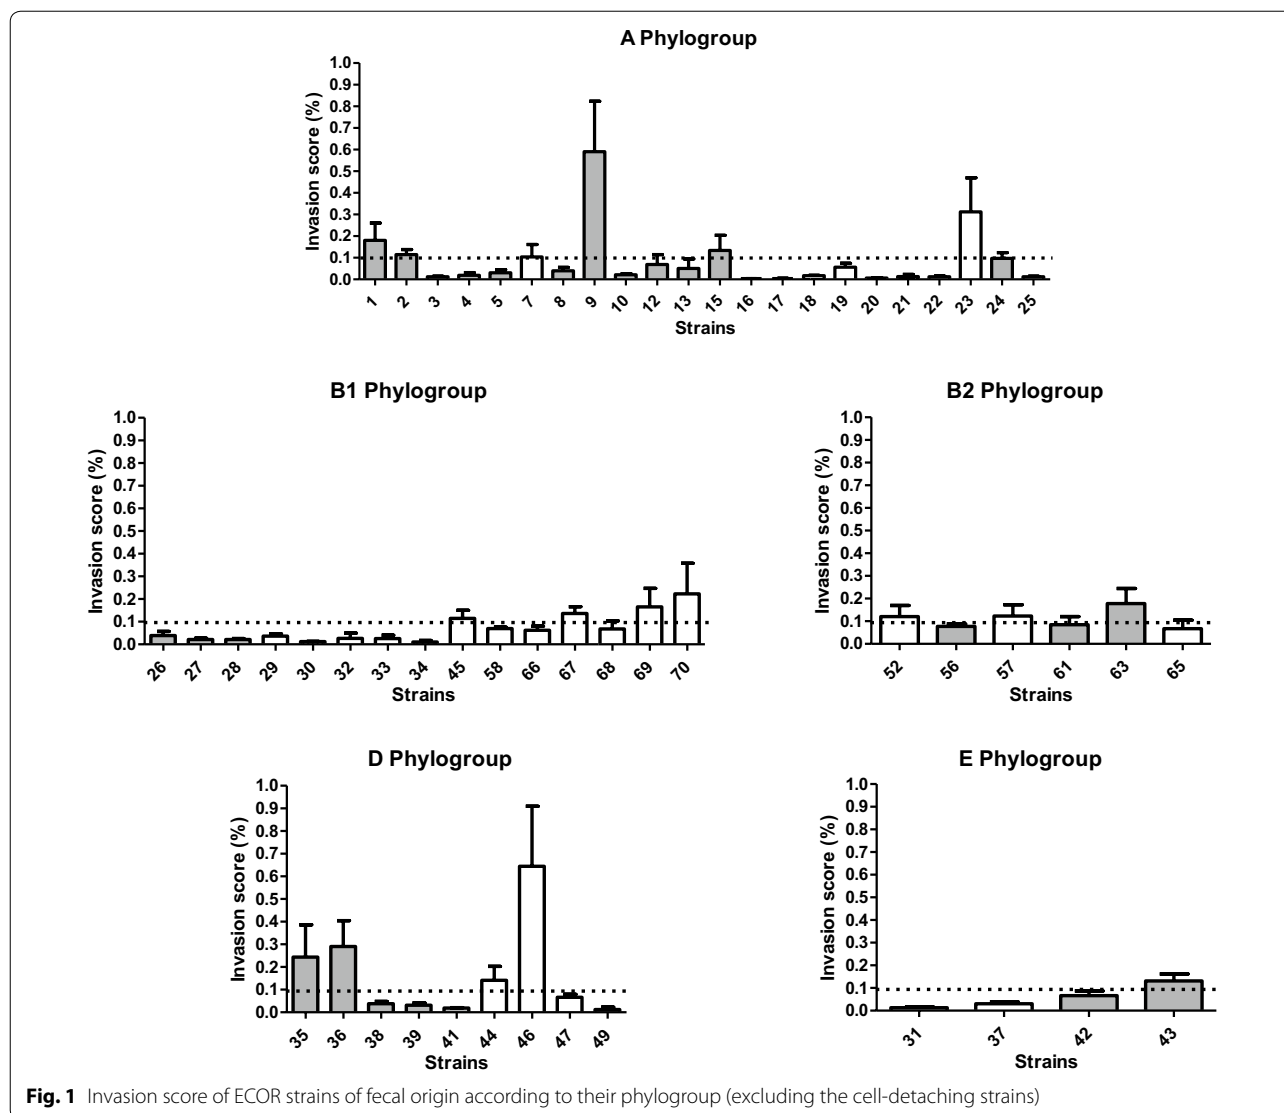 A Phylogroup
Invasion score (%)
1.0
0.9
0.8
0.7
0.6
0.5
0.4
0.3
0.2
0.1
0.0
1 2 3 4 5 7 8 9 10 12 13 15 16 17 18 19 20 21 22 23 24 25
Strains
B1 Phylogroup
Invasion score (%)
1.0
0.9
0.8
0.7
0.6
0.5
0.4
0.3
0.2
0.1
0.0
26 27 28 29 30 32 33 34 45 58 66 67 68 69 70
Strains
B2 Phylogroup
Invasion score (%)
1.0
0.9
0.8
0.7
0.6
0.5
0.4
0.3
0.2
0.1
0.0
52 56 57 61 63 65
Strains
D Phylogroup
Invasion score (%)
1.0
0.9
0.8
0.7
0.6
0.5
0.4
0.3
0.2
0.1
0.0
35 36 38 39 41 44 46 47 49
Strains
E Phylogroup
Invasion score (%)
1.0
0.9
0.8
0.7
0.6
0.5
0.4
0.3
0.2
0.1
0.0
31 37 42 43
Strains
Fig. 1 Invasion score of ECOR strains of fecal origin according to their phylogroup (excluding the cell-detaching strains)